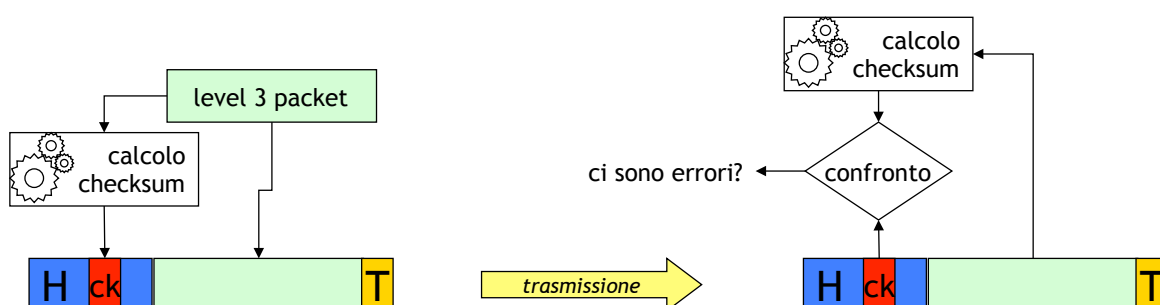 level 3 packet
calcolo
checksum
H ck T
trasmissione
calcolo
checksum
confronto
ci sono errori?
H ck T